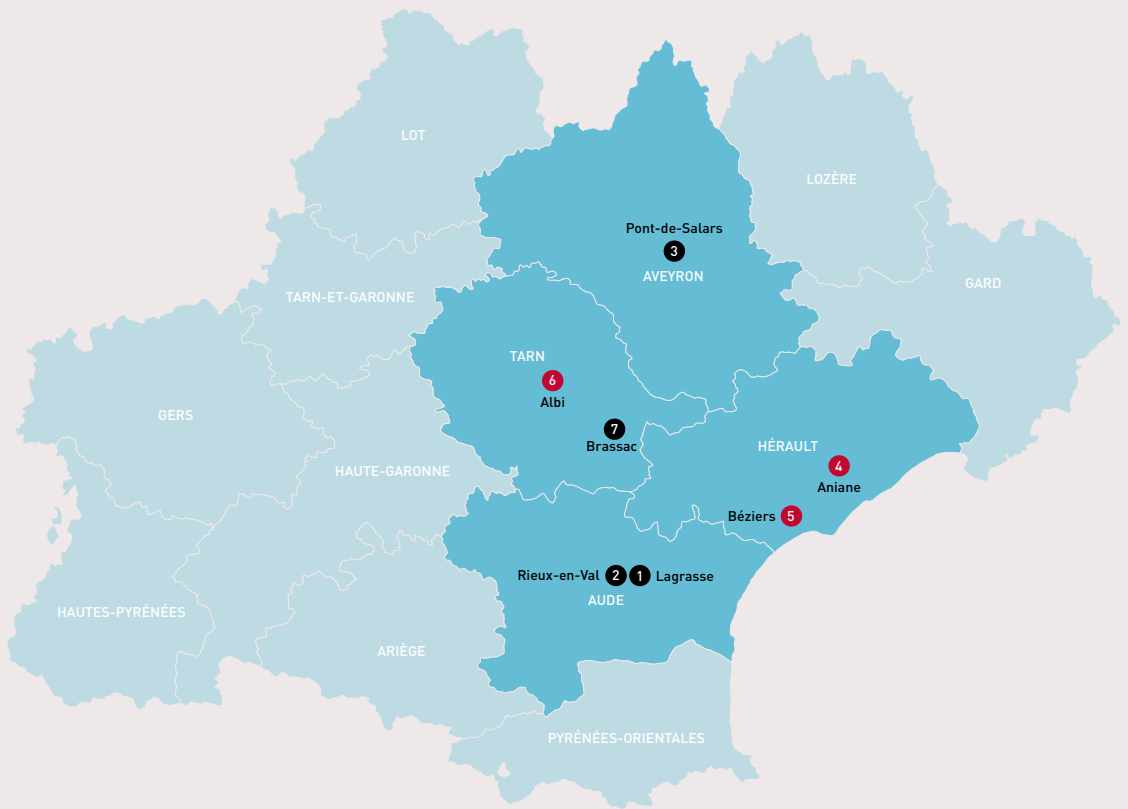 LOT
LOZÈRE
Pont-de-Salars
3
AVEYRON
GARD
TARN-ET-GARONNE
TARN
6
Albi
GERS
7
Brassac
HÉRAULT
4
Aniane
HAUTE-GARONNE
Béziers 5
Rieux-en-Val 2 1 Lagrasse
AUDE
HAUTES-PYRÉNÉES
ARIÈGE
PYRÉNÉES-ORIENTALES